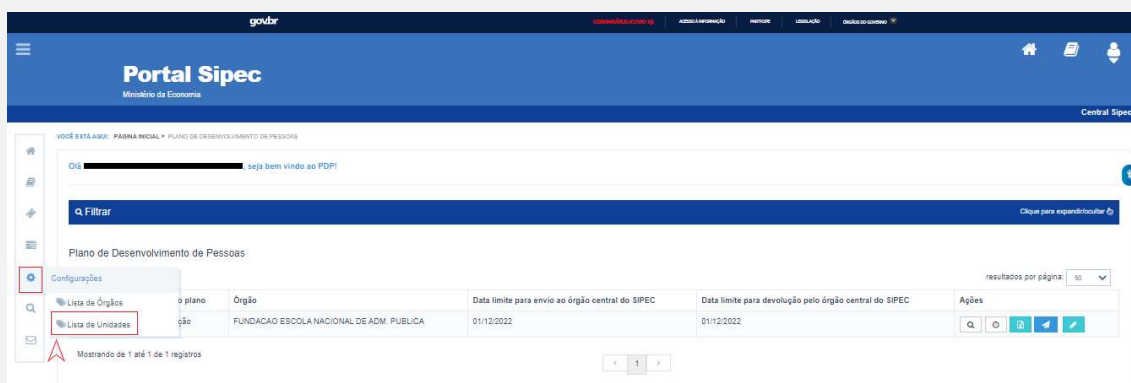 gov.br
CORONAVÍRUS (COVID-19) ACESSO À INFORMAÇÃO PARTICIPE LEGISLAÇÃO ÓRGÃOS DO GOVERNO
Portal Sipec
Ministério da Economia
Central Sipec
VOCÊ ESTÁ AQUI: PÁGINA INICIAL > PLANO DE DESENVOLVIMENTO DE PESSOAS
Olá , seja bem vindo ao PDP!
Filtrar Clique para expandir/ocultar
Plano de Desenvolvimento de Pessoas
Configurações resultados por página: 50
Lista de Órgãos o plano Órgão Data limite para envio ao órgão central do SIPEC Data limite para devolução pelo órgão central do SIPEC Ações
Lista de Unidades ção FUNDACAO ESCOLA NACIONAL DE ADM. PUBLICA 01/12/2022 01/12/2022
Mostrando de 1 até 1 de 1 registros
< 1 >